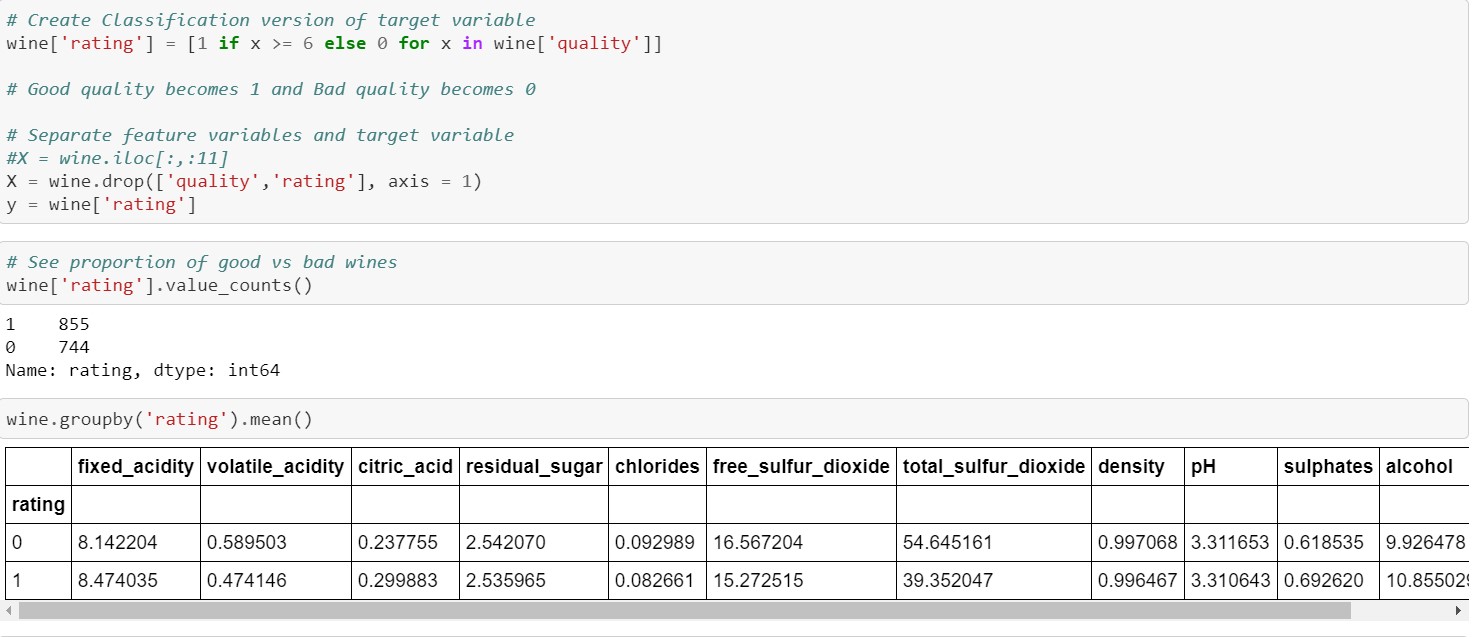 # Create Classification version of target variable
wine['rating'] = [1 if x >= 6 else 0 for x in wine['quality']]
# Good quality becomes 1 and Bad quality becomes 0
# Separate feature variables and target variable
#X = wine.iloc[:,:11]
X = wine.drop(['quality','rating'], axis = 1)
y = wine['rating']
# See proportion of good vs bad wines
wine['rating'].value_counts()
1    855
0    744
Name: rating, dtype: int64
wine.groupby('rating').mean()
fixed_acidity volatile_acidity citric_acid residual_sugar chlorides free_sulfur_dioxide total_sulfur_dioxide density pH sulphates alcohol
rating
0 8.142204 0.589503 0.237755 2.542070 0.092989 16.567204 54.645161 0.997068 3.311653 0.618535 9.926478
1 8.474035 0.474146 0.299883 2.535965 0.082661 15.272515 39.352047 0.996467 3.310643 0.692620 10.855029